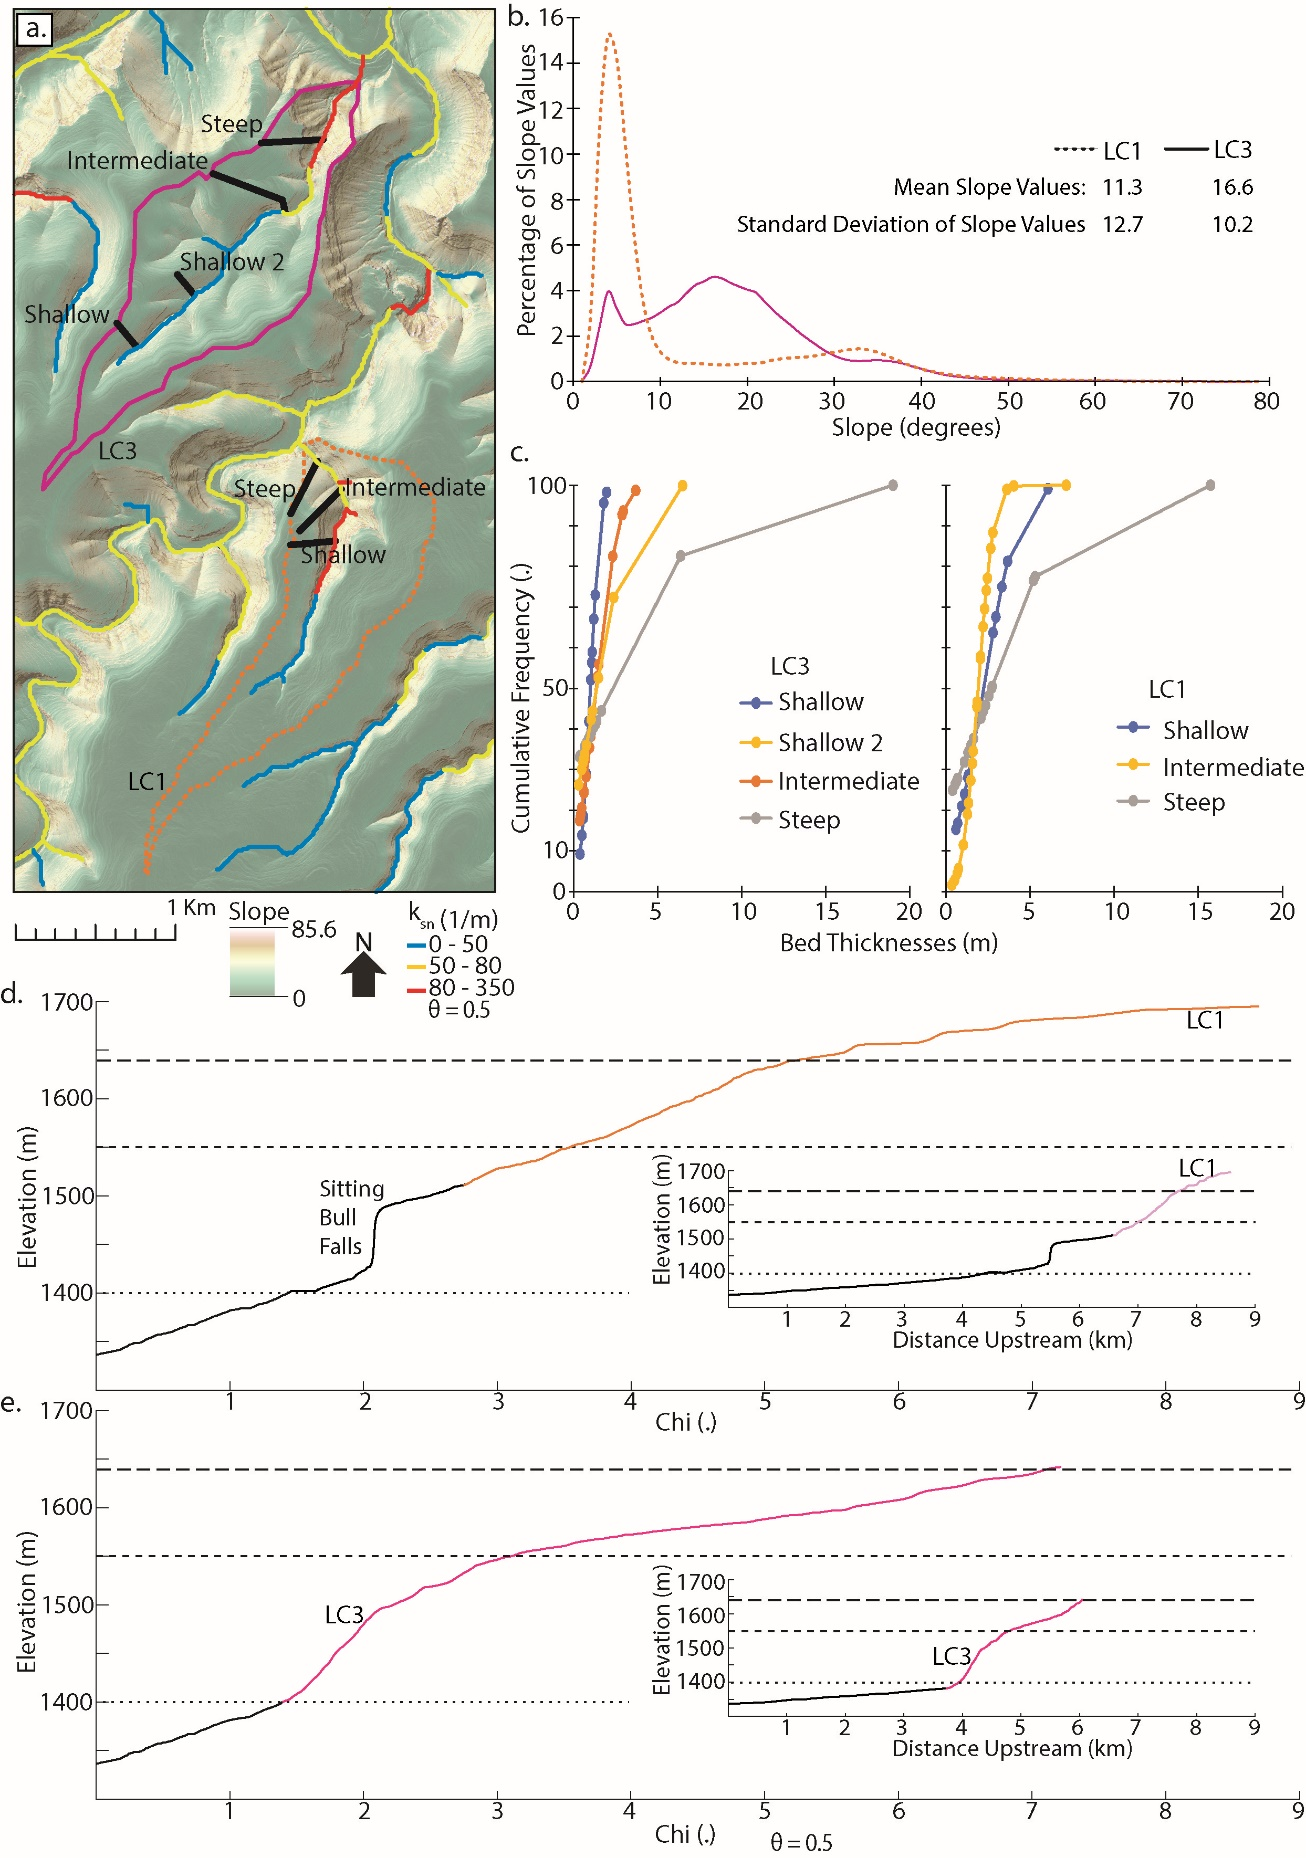 a.
Steep
Intermediate
Shallow 2
Shallow
LC3
Steep
Intermediate
Shallow
LC1
1 Km
Slope
85.6
0
N
ksn (1/m)
0 - 50
50 - 80
80 - 350
θ = 0.5
b.
Percentage of Slope Values
16
14
12
10
8
6
4
2
0
0 10 20 30 40 50 60 70 80
Slope (degrees)
LC1 LC3
Mean Slope Values: 11.3 16.6
Standard Deviation of Slope Values 12.7 10.2
c.
Cumulative Frequency (.)
100
50
10
0
0 5 10 15 20
LC3
Shallow
Shallow 2
Intermediate
Steep
0 5 10 15 20
LC1
Shallow
Intermediate
Steep
Bed Thicknesses (m)
d.
Elevation (m)
1700
1600
1500
1400
LC1
Sitting
Bull
Falls
1 2 3 4 5 6 7 8 9
Chi (.)
Elevation (m)
1700
1600
1500
1400
LC1
1 2 3 4 5 6 7 8 9
Distance Upstream (km)
e.
Elevation (m)
1700
1600
1500
1400
LC3
1 2 3 4 5 6 7 8 9
Chi (.)
θ = 0.5
Elevation (m)
1700
1600
1500
1400
LC3
1 2 3 4 5 6 7 8 9
Distance Upstream (km)